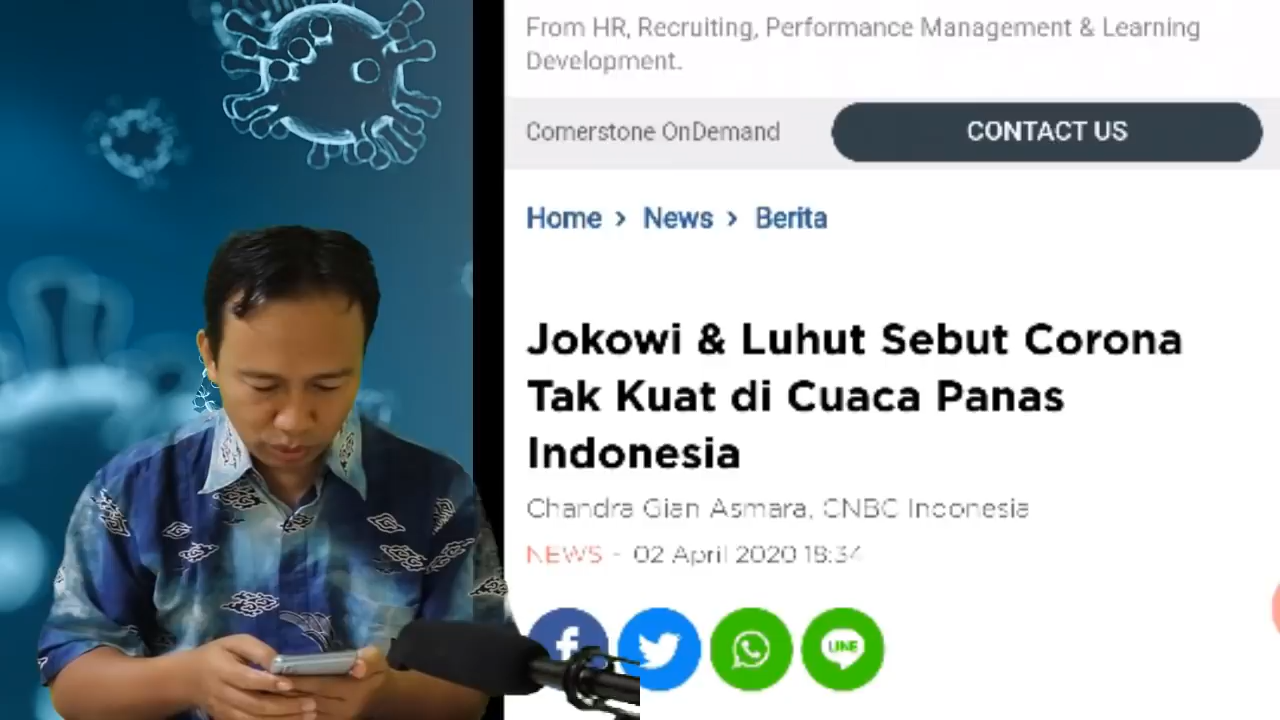 From HR, Recruiting, Performance Management & Learning
Development.
Cornerstone OnDemand
CONTACT US
Home > News > Berita
Jokowi & Luhut Sebut Corona
Tak Kuat di Cuaca Panas
Indonesia
Chandra Gian Asmara, CNBC Indonesia
NEWS - 02 April 2020 18:34
LINE